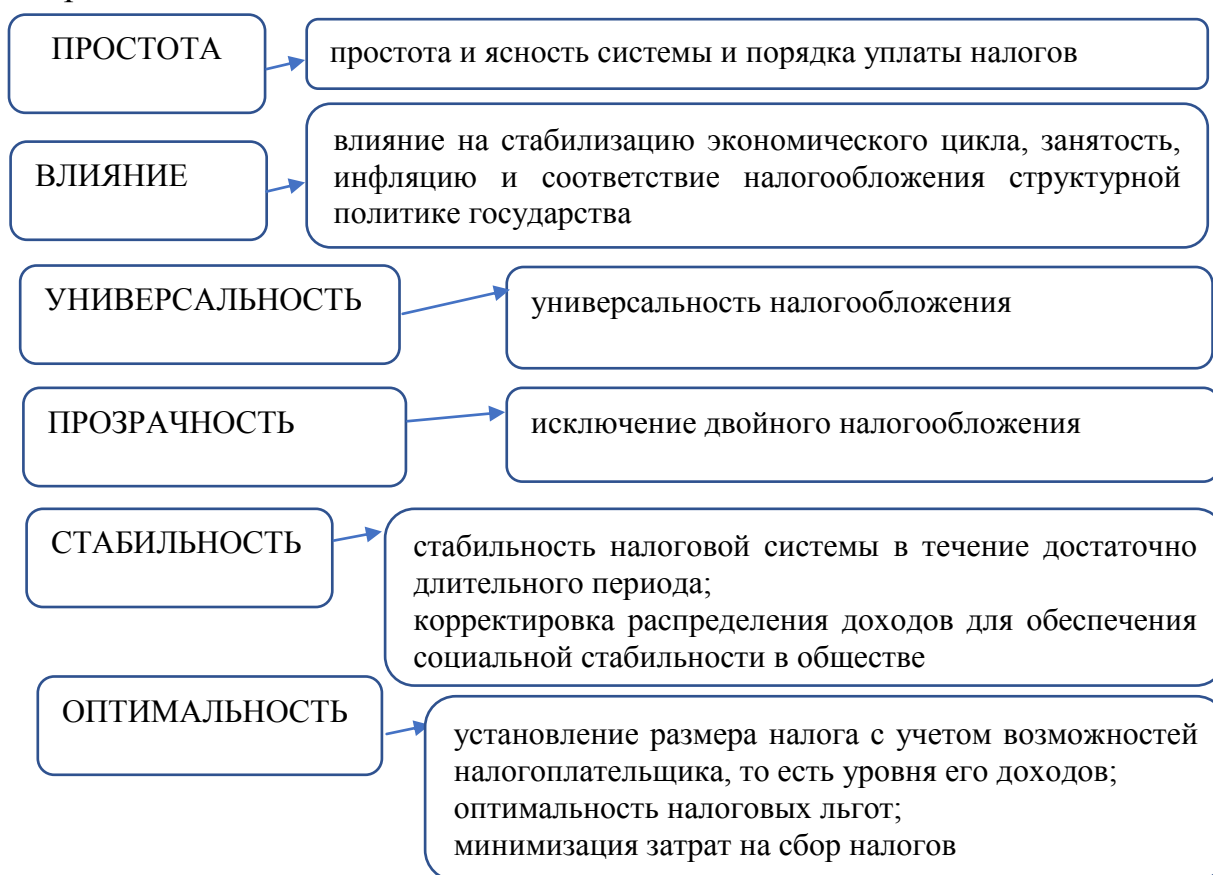 ПРОСТОТА
простота и ясность системы и порядка уплаты налогов
ВЛИЯНИЕ
влияние на стабилизацию экономического цикла, занятость,
инфляцию и соответствие налогообложения структурной
политике государства
УНИВЕРСАЛЬНОСТЬ
универсальность налогообложения
ПРОЗРАЧНОСТЬ
исключение двойного налогообложения
СТАБИЛЬНОСТЬ
стабильность налоговой системы в течение достаточно
длительного периода;
корректировка распределения доходов для обеспечения
социальной стабильности в обществе
ОПТИМАЛЬНОСТЬ
установление размера налога с учетом возможностей
налогоплательщика, то есть уровня его доходов;
оптимальность налоговых льгот;
минимизация затрат на сбор налогов